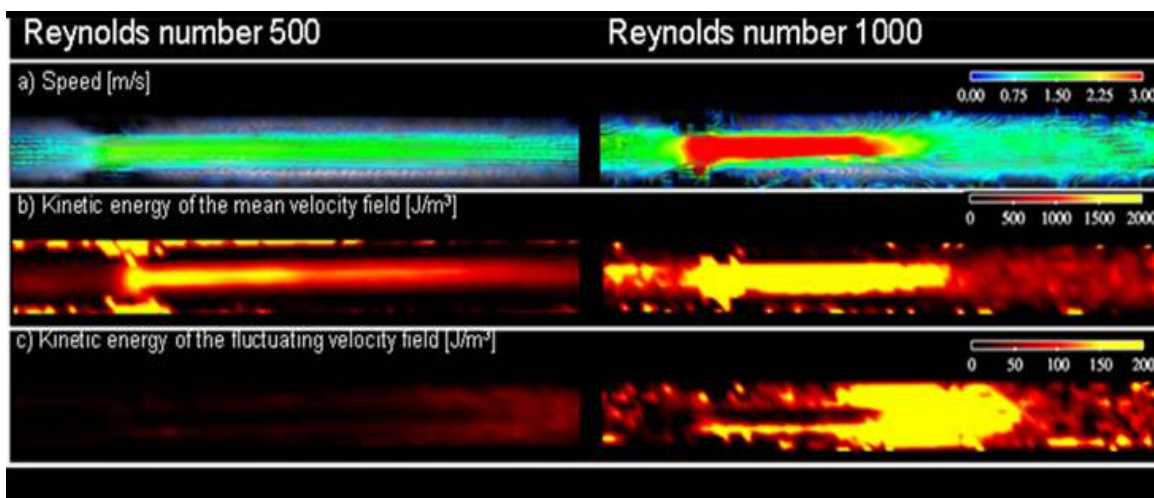 Reynolds number 500
Reynolds number 1000
a) Speed [m/s]
0.00 0.75 1.50 2.25 3.00
b) Kinetic energy of the mean velocity field [J/m³]
0 500 1000 1500 2000
c) Kinetic energy of the fluctuating velocity field [J/m³]
0 50 100 150 200